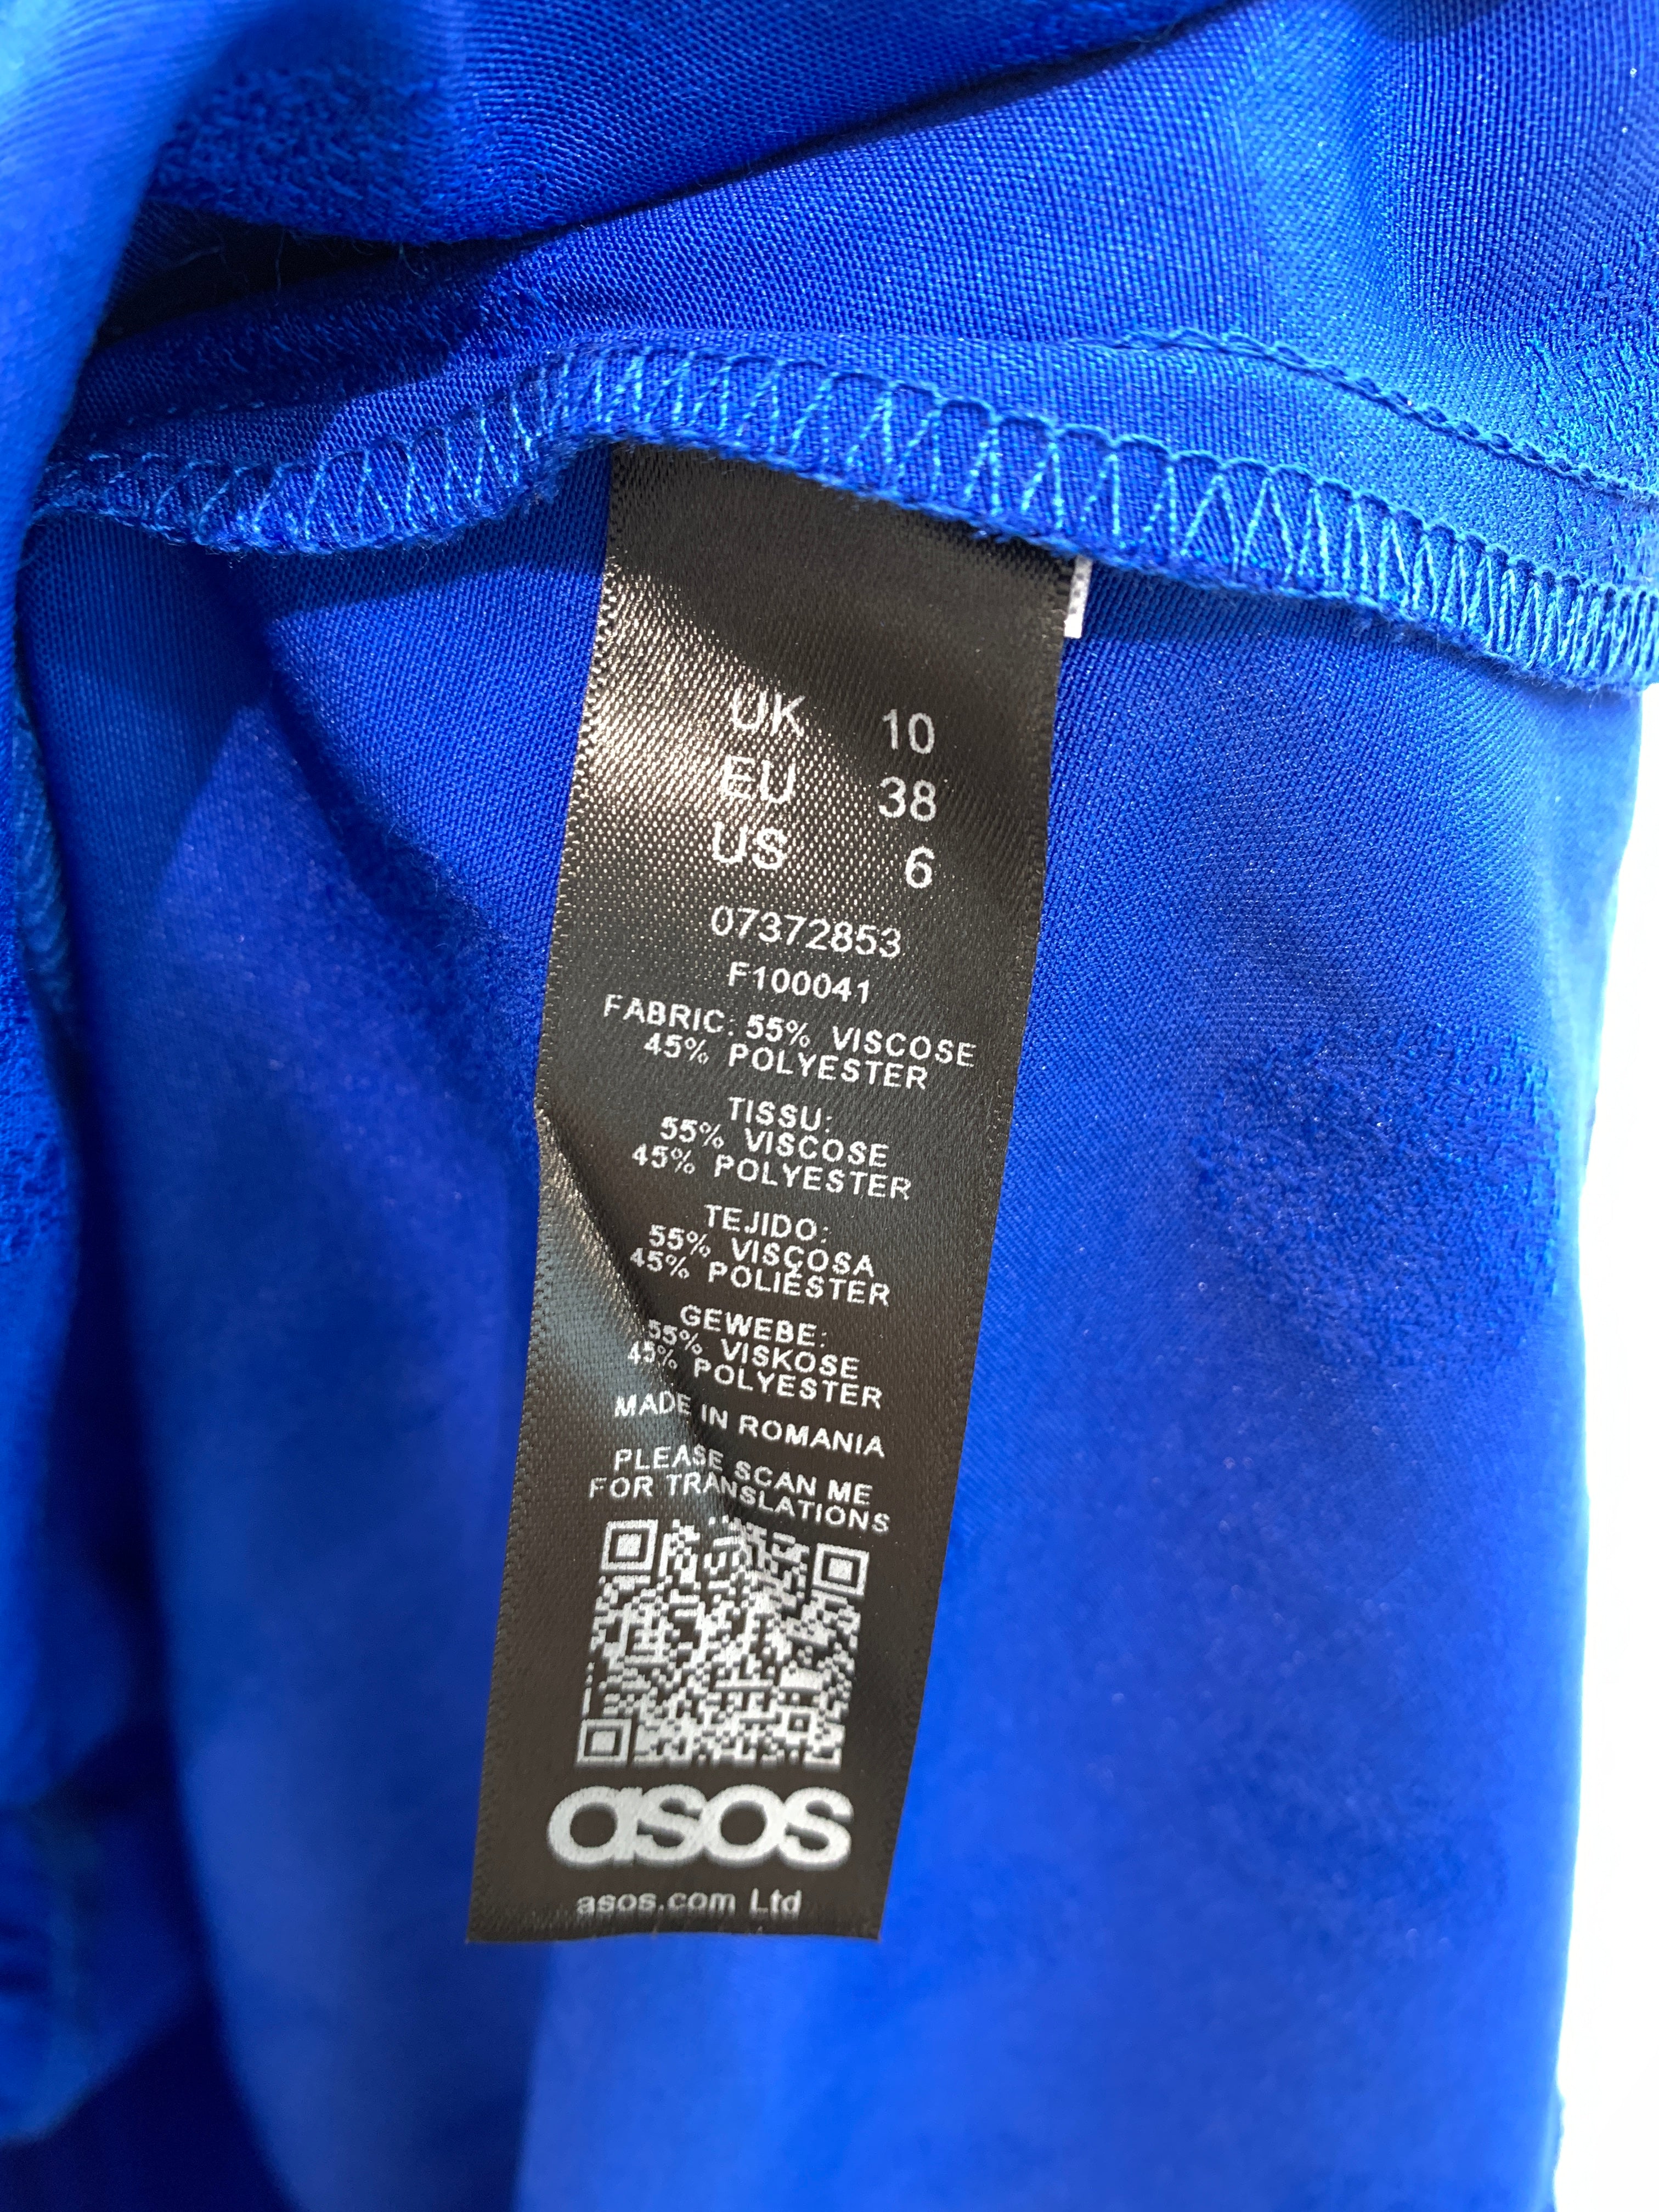 UK 10
EU 38
US 6
07372853
F100041
FABRIC: 55% VISCOSE
45% POLYESTER
TISSU:
55% VISCOSE
45% POLYESTER
TEJIDO:
55% VISCOSA
45% POLIÉSTER
GEWEBE:
55% VISKOSE
45% POLYESTER
MADE IN ROMANIA
PLEASE SCAN ME
FOR TRANSLATIONS
asos
asos.com Ltd